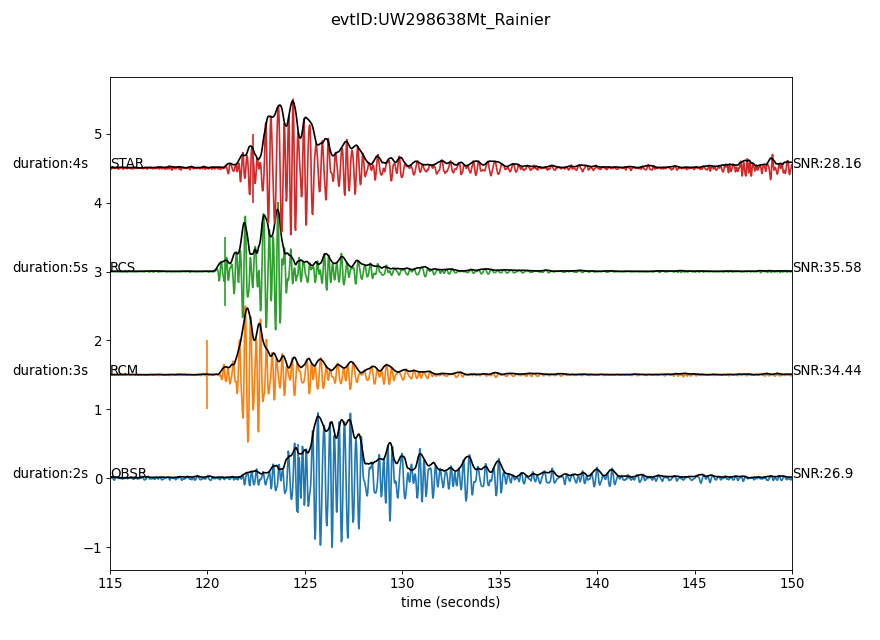 evtID:UW298638Mt_Rainier
5
duration:4s STAR SNR:28.16
4
duration:5s RCS SNR:35.58
3
2
duration:3s RCM SNR:34.44
1
duration:2s OBSR SNR:26.9
0
−1
115 120 125 130 135 140 145 150
time (seconds)